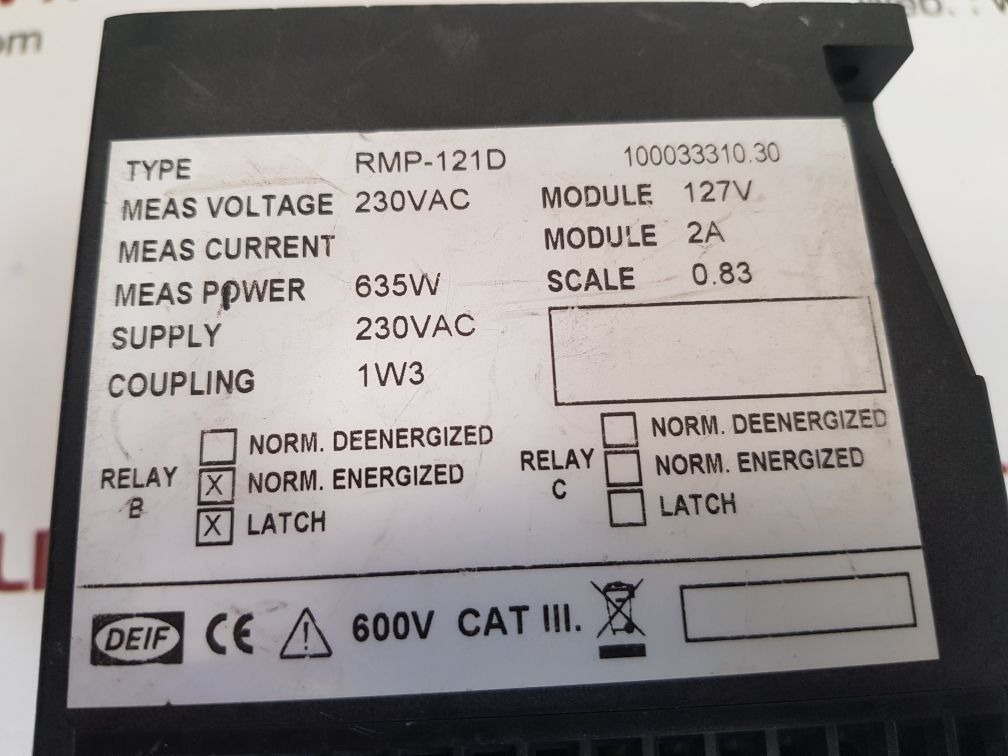 TYPE RMP-121D 100033310.30
MEAS VOLTAGE 230VAC MODULE 127V
MEAS CURRENT MODULE 2A
MEAS POWER 635W SCALE 0.83
SUPPLY 230VAC
COUPLING 1W3
NORM. DEENERGIZED NORM. DEENERGIZED
RELAY B X NORM. ENERGIZED RELAY C NORM. ENERGIZED
X LATCH LATCH
DEIF CE 600V CAT III.